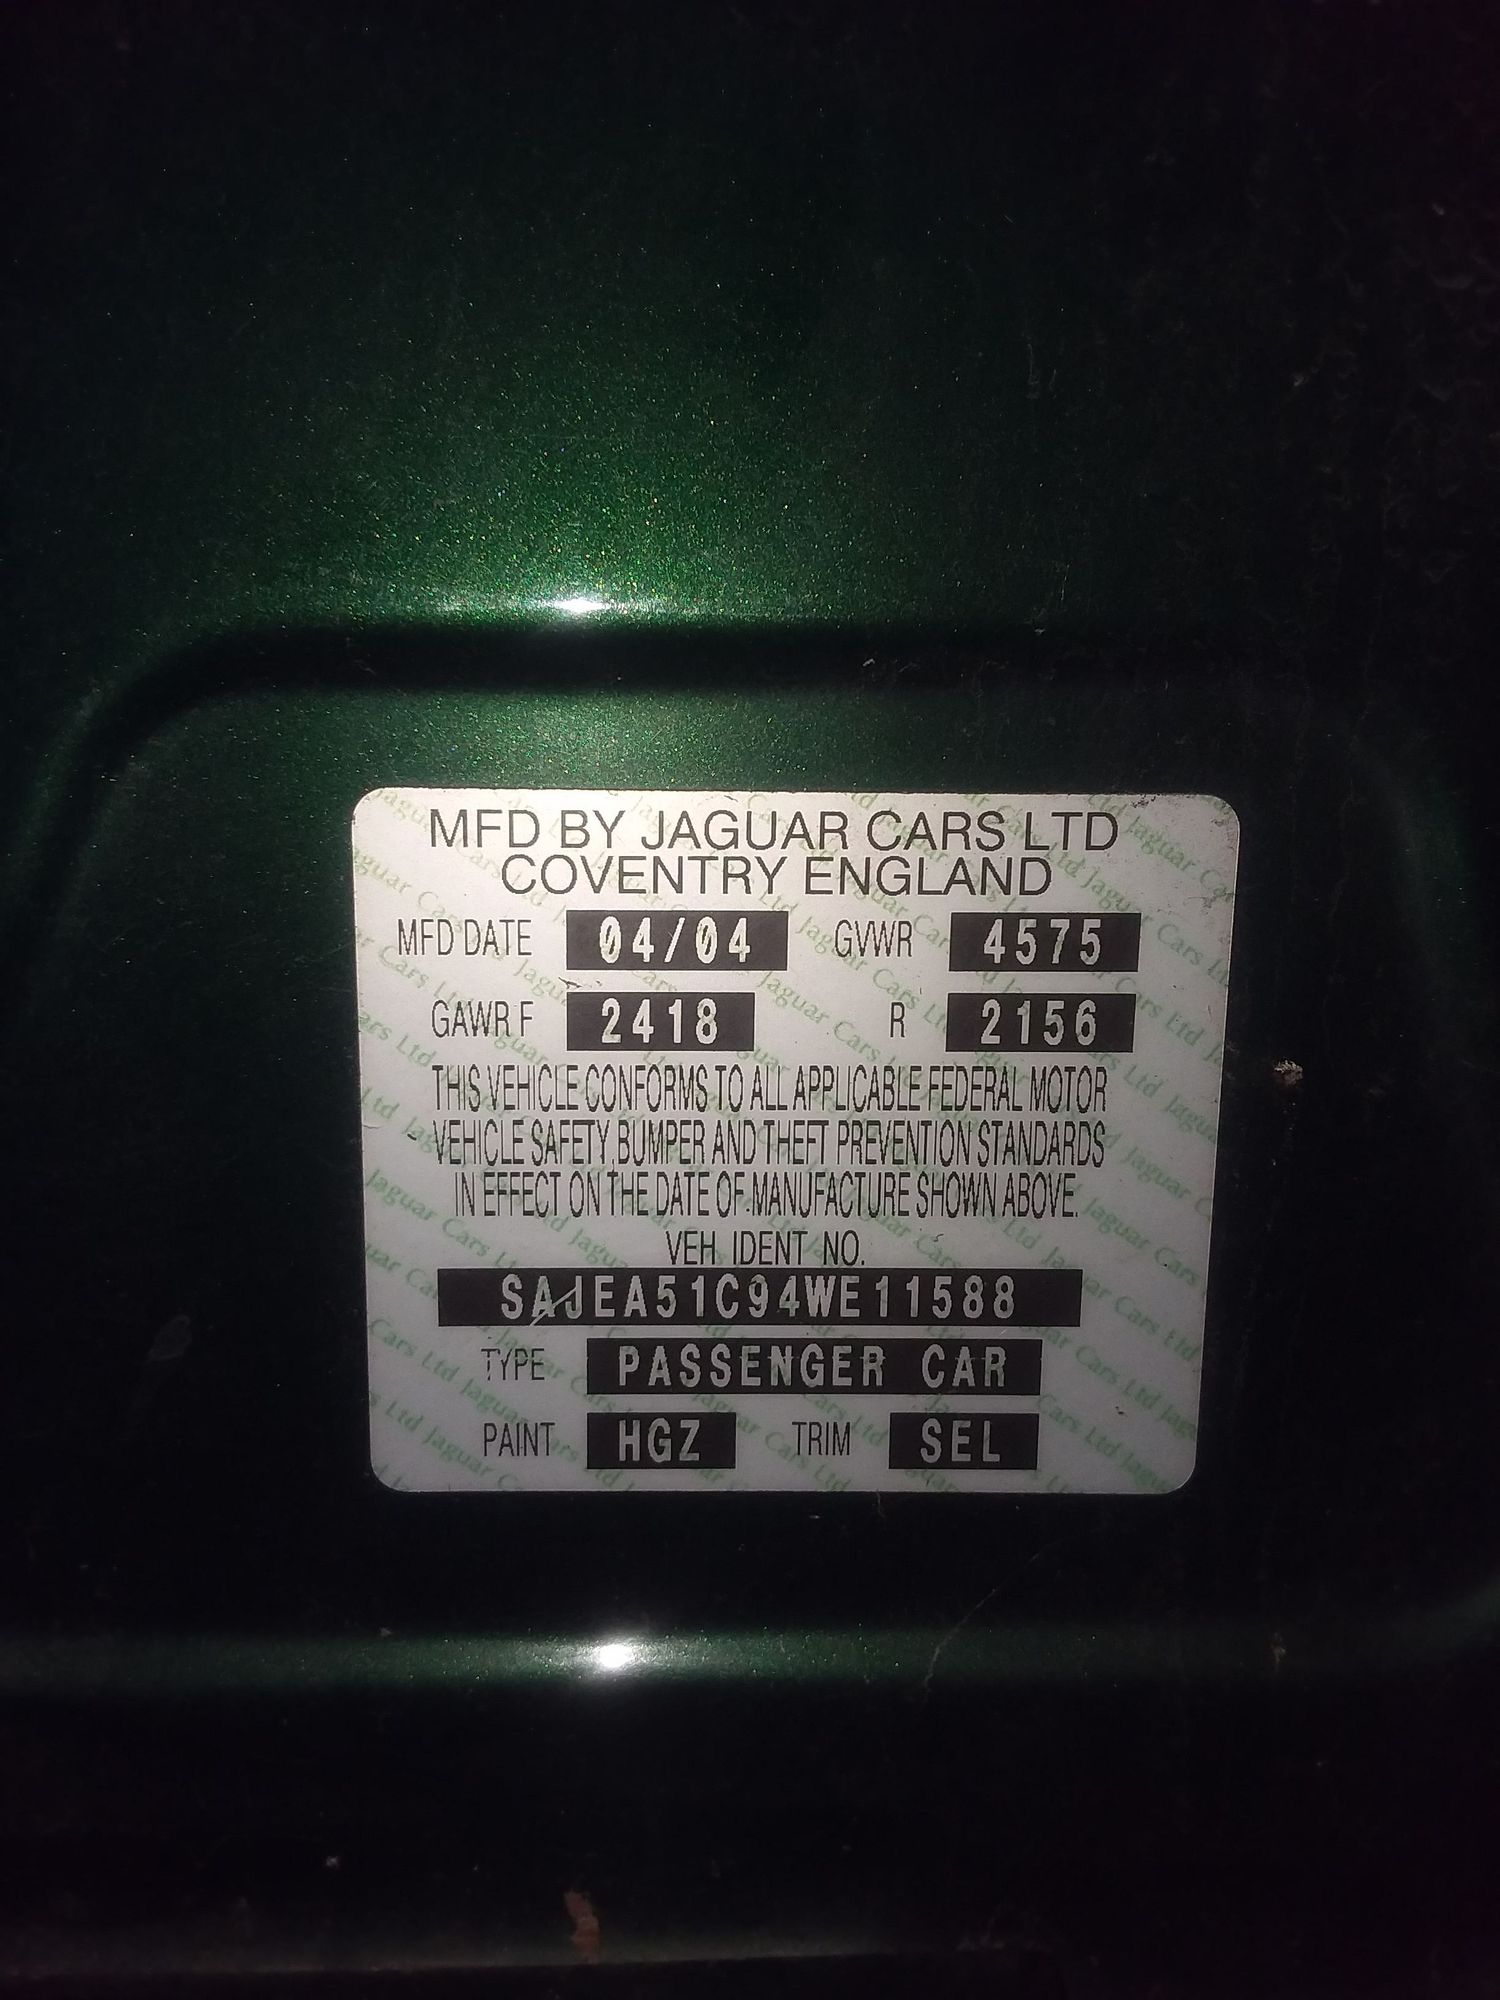 MFD BY JAGUAR CARS LTD
COVENTRY ENGLAND
MFD DATE 04/04 GVWR 4575
GAWR F 2418 R 2156
THIS VEHICLE CONFORMS TO ALL APPLICABLE FEDERAL MOTOR
VEHICLE SAFETY, BUMPER AND THEFT PREVENTION STANDARDS
IN EFFECT ON THE DATE OF MANUFACTURE SHOWN ABOVE.
VEH IDENT NO.
SAJEA51C94WE11588
TYPE PASSENGER CAR
PAINT HGZ TRIM SEL